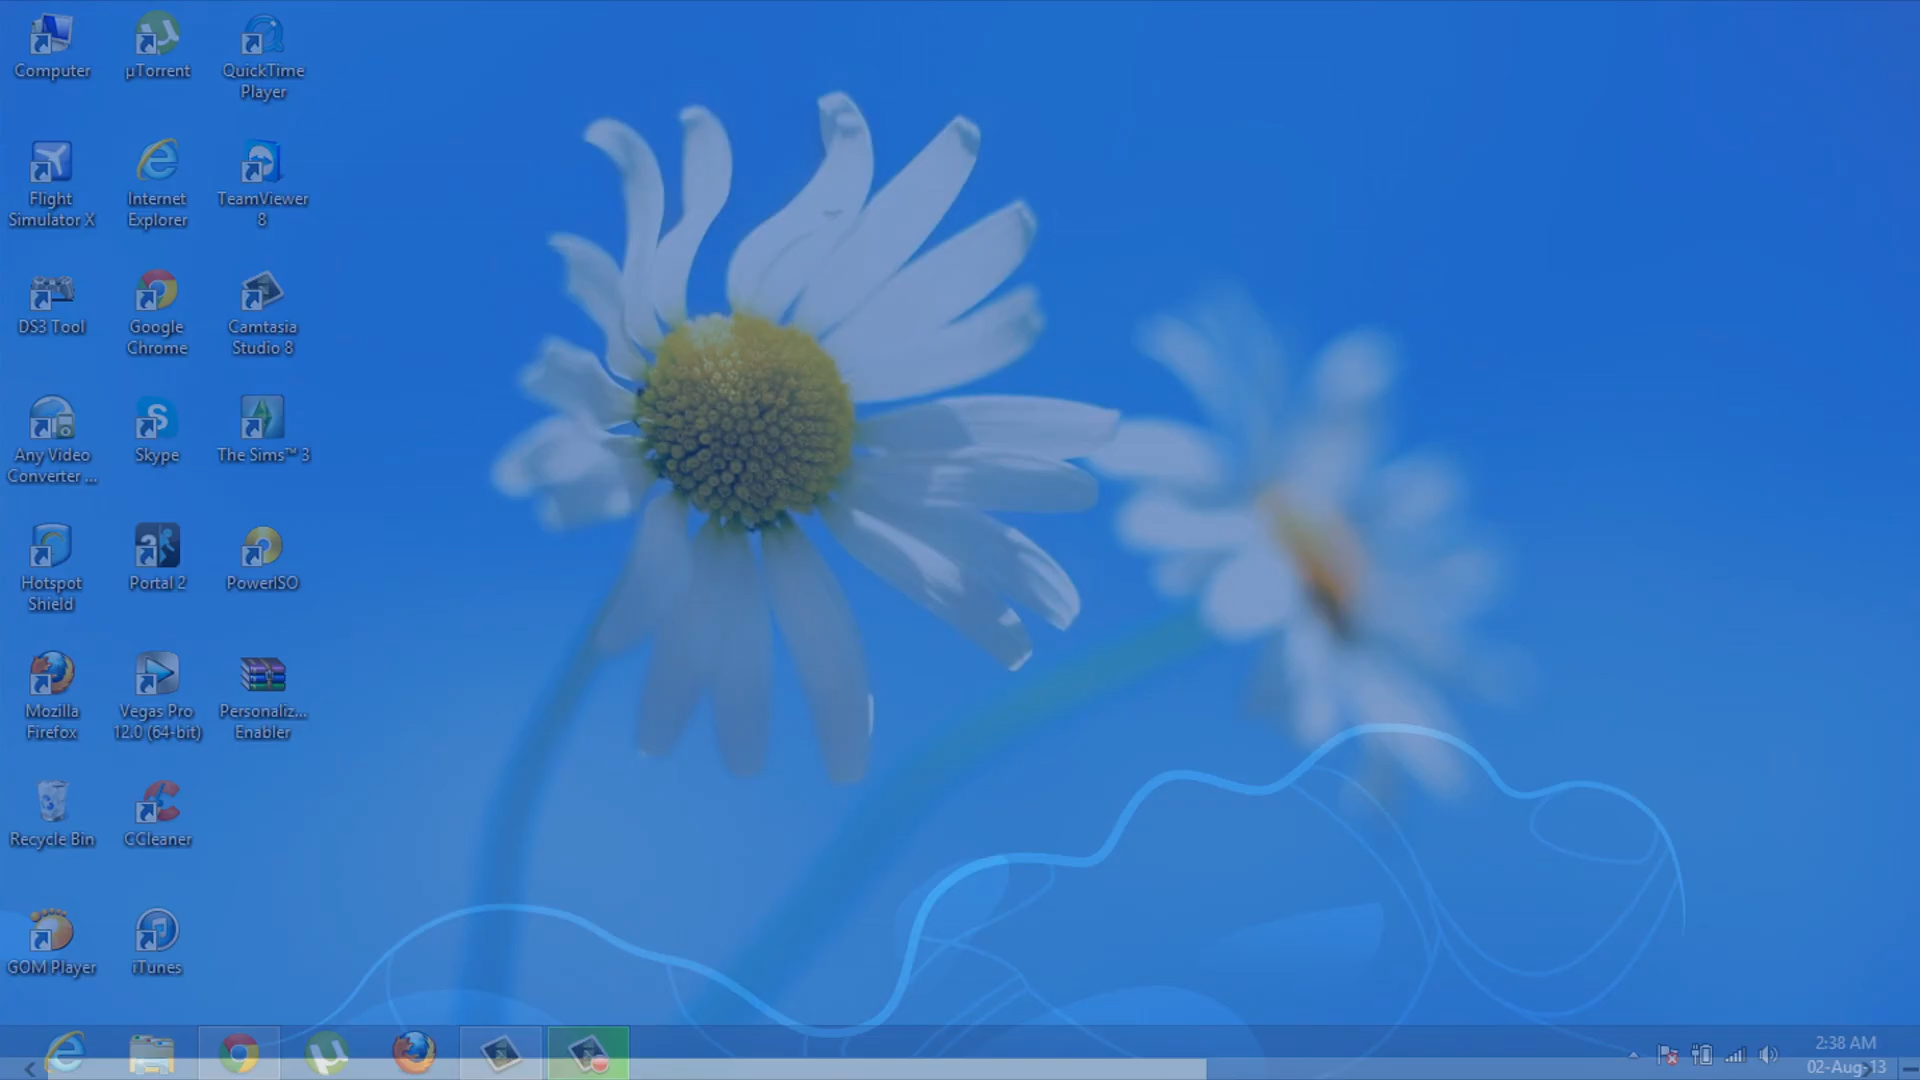 Computer
µTorrent
QuickTime
Player
Flight
Simulator X
Internet
Explorer
TeamViewer
8
DS3 Tool
Google
Chrome
Camtasia
Studio 8
Any Video
Converter ...
Skype
The Sims™ 3
Hotspot
Shield
Portal 2
PowerISO
Mozilla
Firefox
Vegas Pro
12.0 (64-bit)
Personaliz...
Enabler
Recycle Bin
CCleaner
GOM Player
iTunes
2:38 AM
02-Aug-13